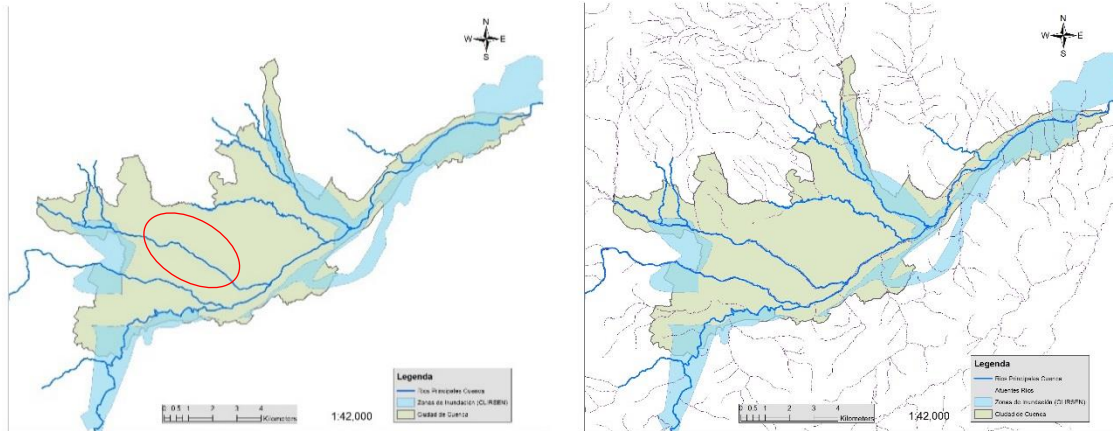 N
W E
S
Legenda
Ríos Principales Cuenca
Zonas de Inundación (CLIRSEN)
Ciudad de Cuenca
0 0.5 1 2 3 4
Kilometers
1:42,000
N
W E
S
Legenda
Ríos Principales Cuenca
Afuentes Ríos
Zonas de Inundación (CLIRSEN)
Ciudad de Cuenca
0 0.5 1 2 3 4
Kilometers
1:42,000